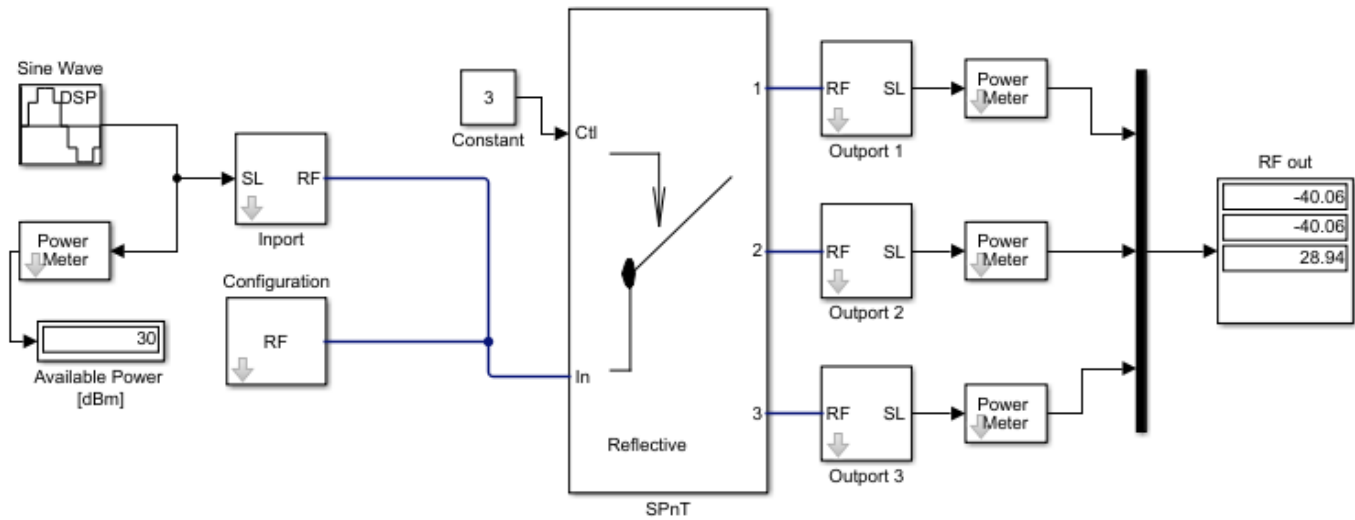 Sine Wave
DSP
SL RF
Inport
Power
Meter
30
Available Power
[dBm]
Configuration
RF
3
Constant
Ctl
In
1
2
3
Reflective
SPnT
RF SL
Outport 1
Power
Meter
RF SL
Outport 2
Power
Meter
RF SL
Outport 3
Power
Meter
RF out
-40.06
-40.06
28.94